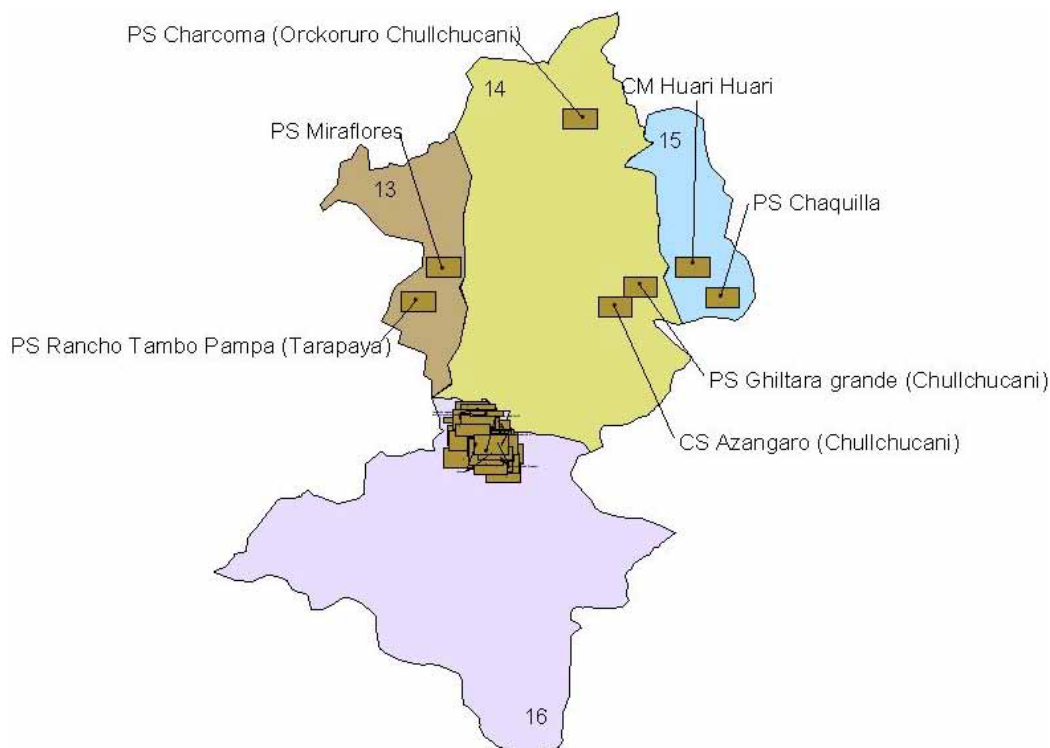 PS Charcoma (Orckoruro Chullchucani)
14
CM Huari Huari
PS Miraflores
15
13
PS Chaquilla
PS Rancho Tambo Pampa (Tarapaya)
PS Ghiltara grande (Chullchucani)
CS Azangaro (Chullchucani)
16